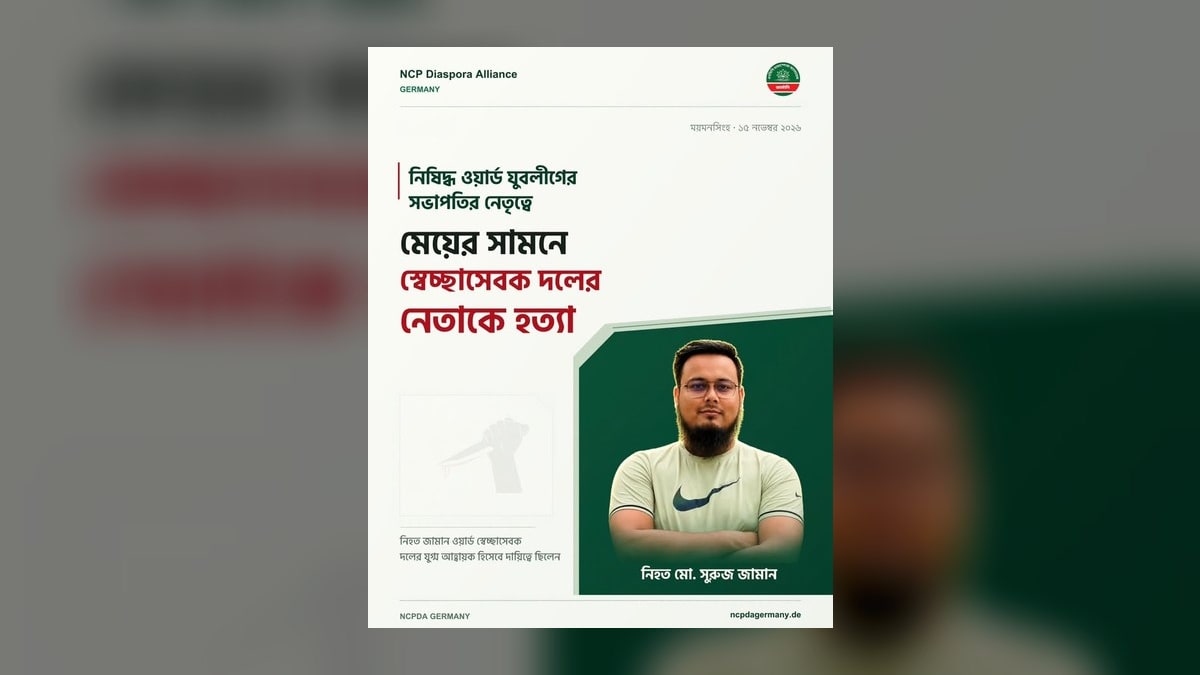 NCP Diaspora Alliance
GERMANY
ময়মনসিংহ · ১৫ নভেম্বর ২০২৬
নিষিদ্ধ ওয়ার্ড যুবলীগের
সভাপতির নেতৃত্বে
মেয়ের সামনে
স্বেচ্ছাসেবক দলের
নেতাকে হত্যা
নিহত জামান ওয়ার্ড স্বেচ্ছাসেবক
দলের যুগ্ম আহ্বায়ক হিসেবে দায়িত্বে ছিলেন
নিহত মো. সুরুজ জামান
NCPDA GERMANY
ncpdagermany.de